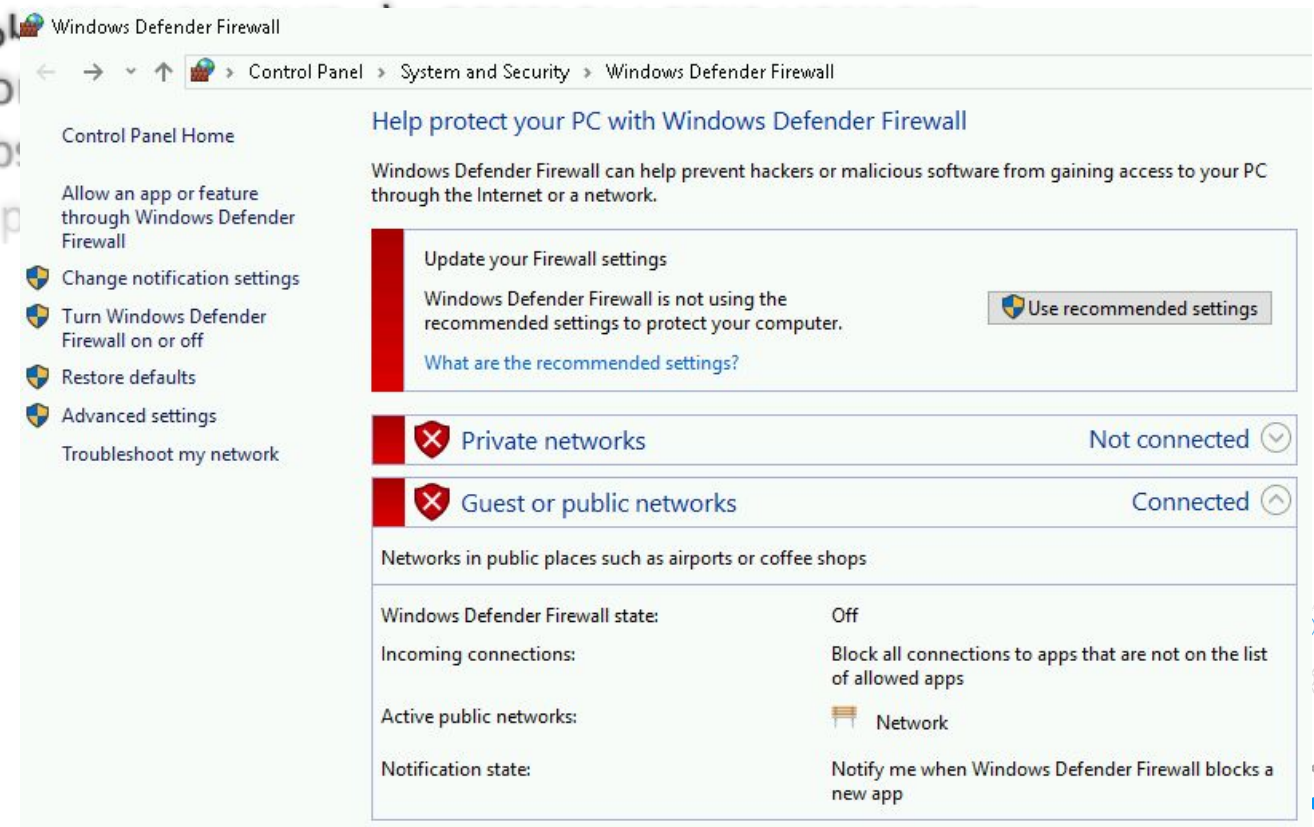 Windows Defender Firewall
Control Panel > System and Security > Windows Defender Firewall
Control Panel Home
Allow an app or feature
through Windows Defender
Firewall
Change notification settings
Turn Windows Defender
Firewall on or off
Restore defaults
Advanced settings
Troubleshoot my network
Help protect your PC with Windows Defender Firewall
Windows Defender Firewall can help prevent hackers or malicious software from gaining access to your PC
through the Internet or a network.
Update your Firewall settings
Windows Defender Firewall is not using the
recommended settings to protect your computer.
Use recommended settings
What are the recommended settings?
Private networks Not connected
Guest or public networks Connected
Networks in public places such as airports or coffee shops
Windows Defender Firewall state: Off
Incoming connections: Block all connections to apps that are not on the list
of allowed apps
Active public networks: Network
Notification state: Notify me when Windows Defender Firewall blocks a
new app